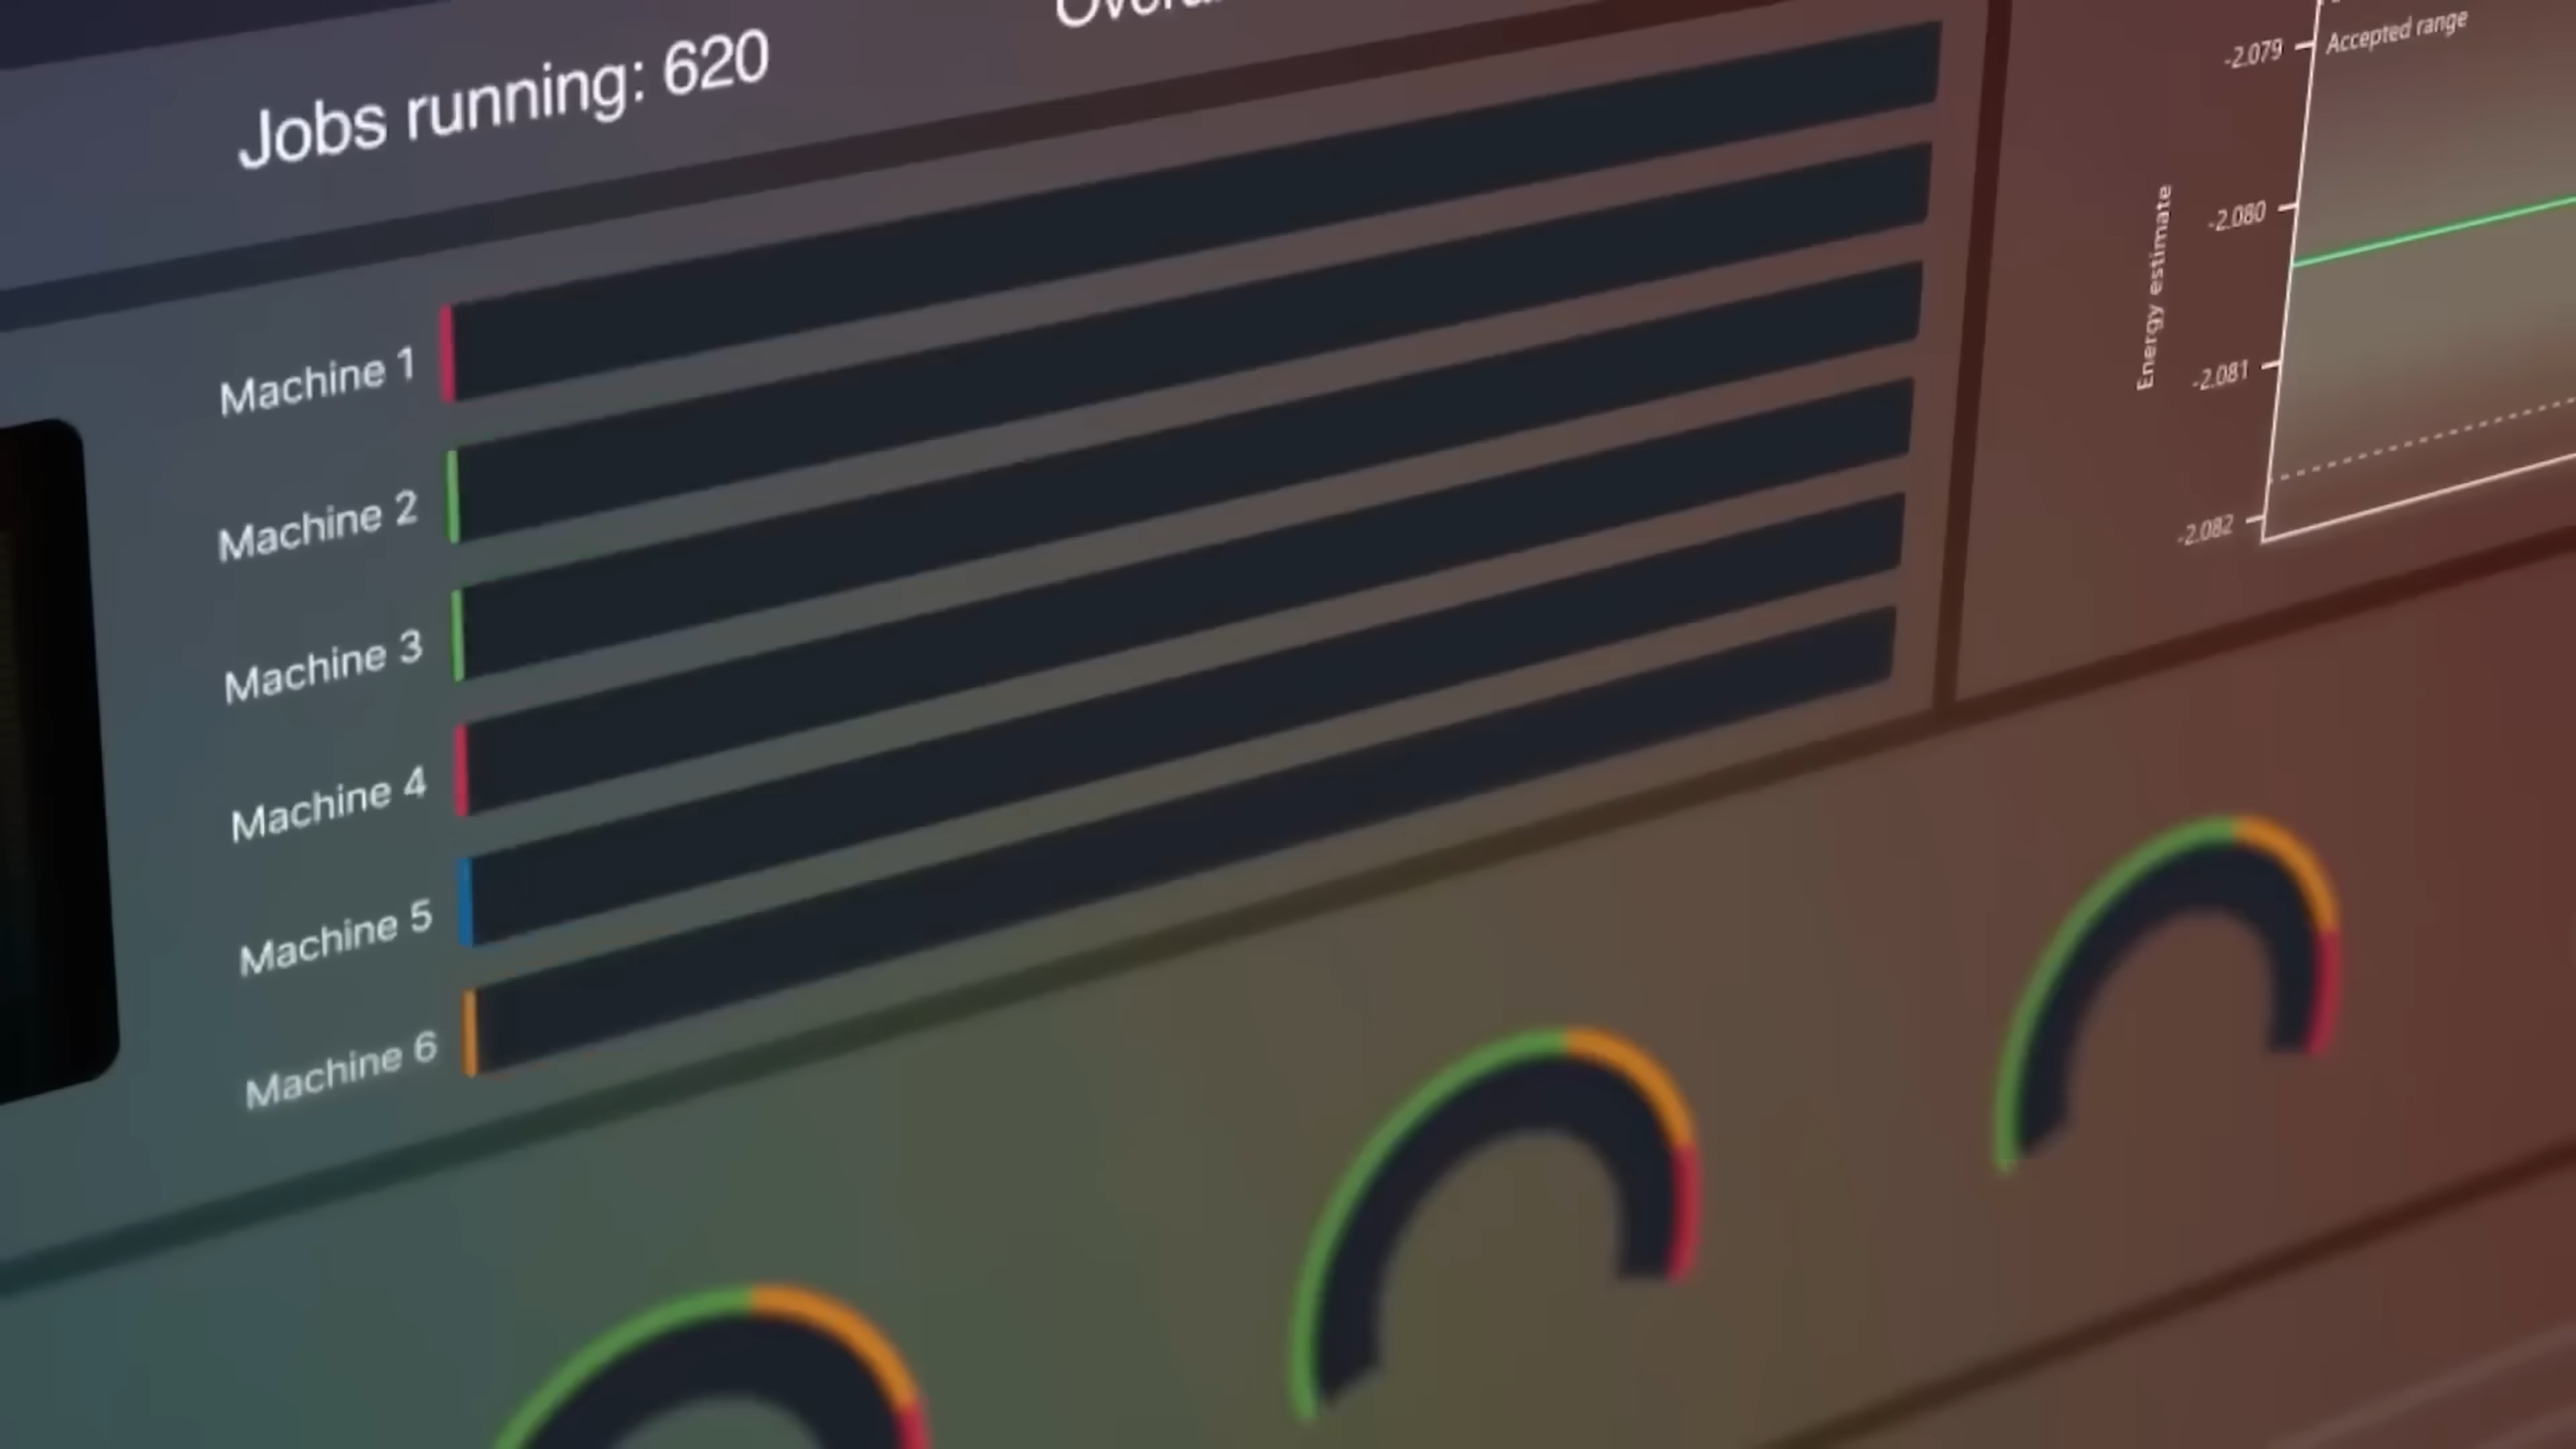 Jobs running: 620
Machine 1
Machine 2
Machine 3
Machine 4
Machine 5
Machine 6
Accepted range
-2.079
-2.080
-2.081
-2.082
Energy estimate